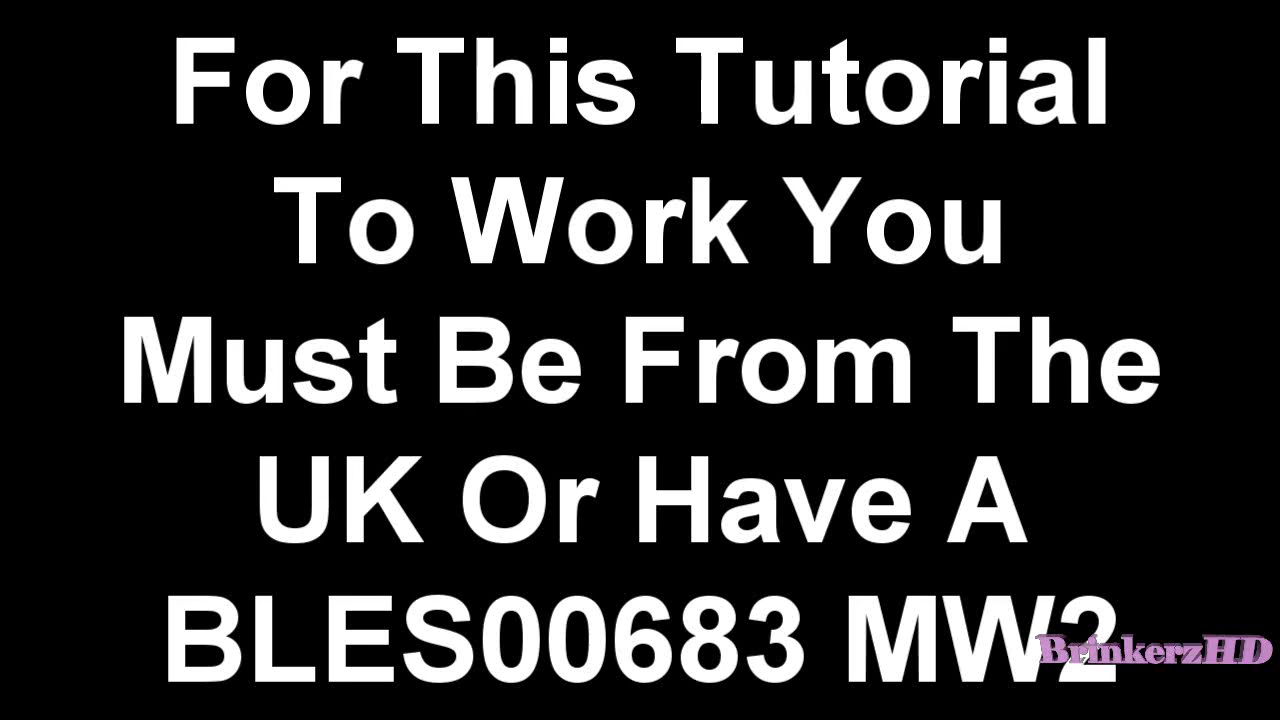 For This Tutorial
To Work You
Must Be From The
UK Or Have A
BLES00683 MW2
BrinkerzHD